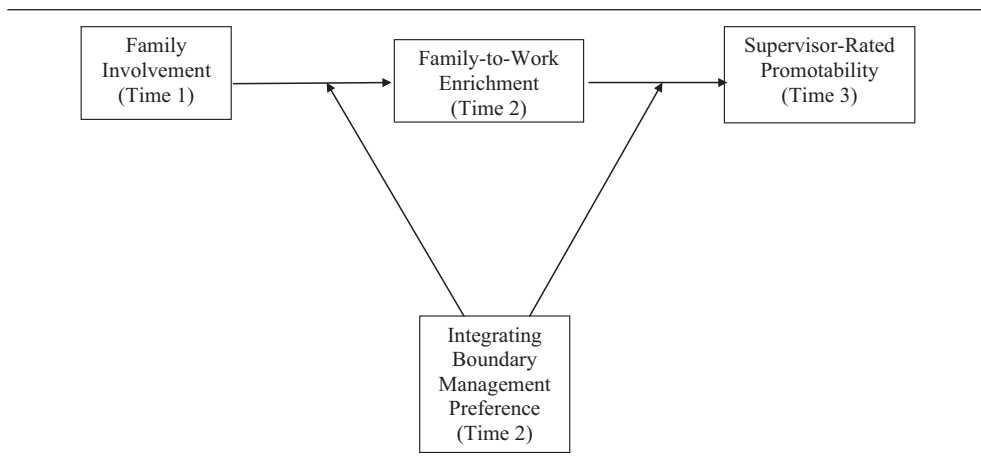 Family
Involvement
(Time 1)
Family-to-Work
Enrichment
(Time 2)
Supervisor-Rated
Promotability
(Time 3)
Integrating
Boundary
Management
Preference
(Time 2)